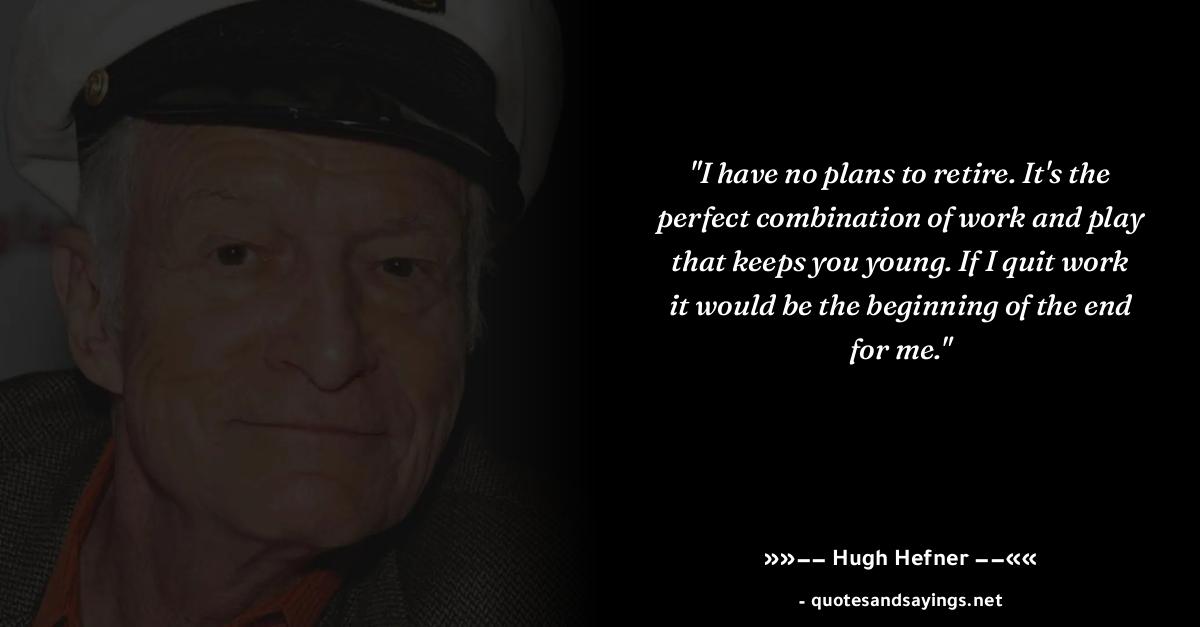 "I have no plans to retire. It's the
perfect combination of work and play
that keeps you young. If I quit work
it would be the beginning of the end
for me."
»»–– Hugh Hefner ––««
- quotesandsayings.net